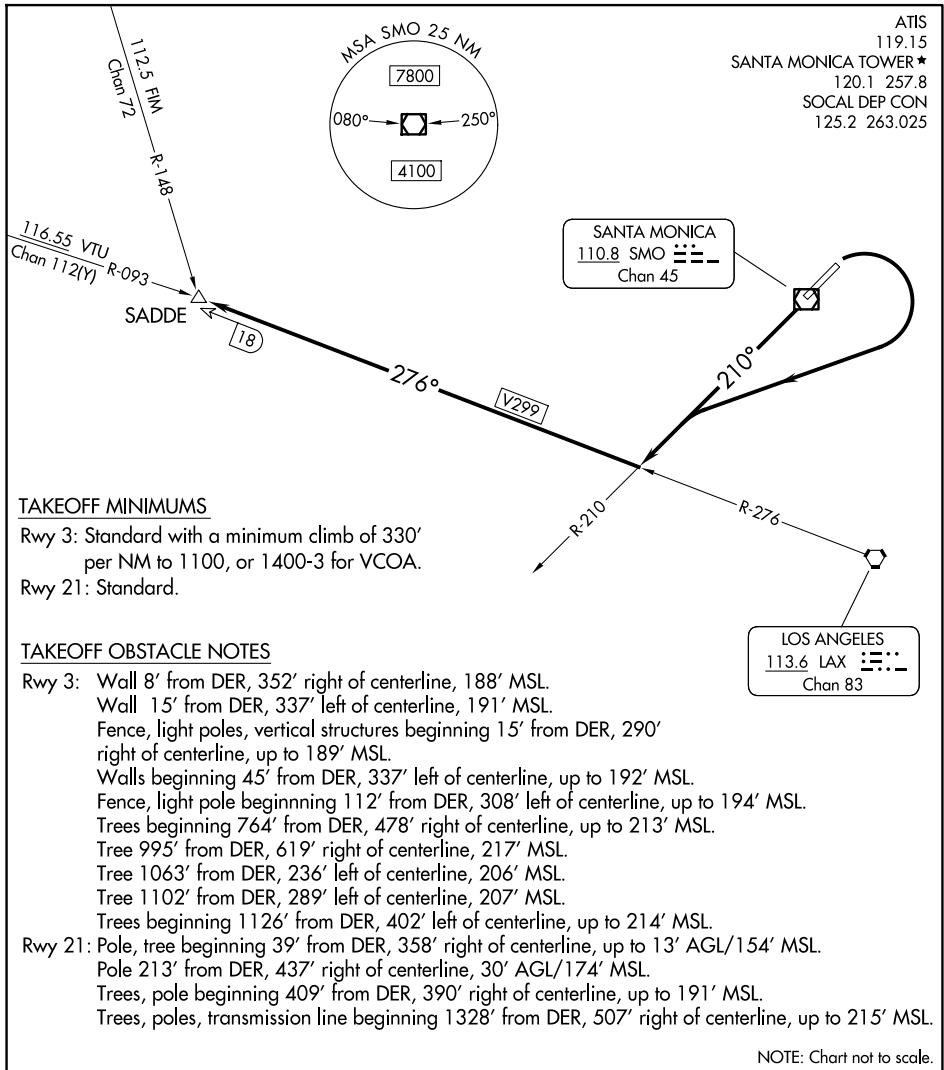 ATIS
119.15
SANTA MONICA TOWER ★
120.1 257.8
SOCAL DEP CON
125.2 263.025
MSA SMO 25 NM
7800
080°
250°
4100
112.5 FIM
Chan 72
R-148
116.55 VTU
Chan 112(Y)
R-093
SADDE
18
276°
V299
SANTA MONICA
110.8 SMO
Chan 45
210°
R-210
R-276
LOS ANGELES
113.6 LAX
Chan 83
TAKEOFF MINIMUMS
Rwy 3: Standard with a minimum climb of 330'
per NM to 1100, or 1400-3 for VCOA.
Rwy 21: Standard.
TAKEOFF OBSTACLE NOTES
Rwy 3: Wall 8' from DER, 352' right of centerline, 188' MSL.
Wall 15' from DER, 337' left of centerline, 191' MSL.
Fence, light poles, vertical structures beginning 15' from DER, 290'
right of centerline, up to 189' MSL.
Walls beginning 45' from DER, 337' left of centerline, up to 192' MSL.
Fence, light pole beginnning 112' from DER, 308' left of centerline, up to 194' MSL.
Trees beginning 764' from DER, 478' right of centerline, up to 213' MSL.
Tree 995' from DER, 619' right of centerline, 217' MSL.
Tree 1063' from DER, 236' left of centerline, 206' MSL.
Tree 1102' from DER, 289' left of centerline, 207' MSL.
Trees beginning 1126' from DER, 402' left of centerline, up to 214' MSL.
Rwy 21: Pole, tree beginning 39' from DER, 358' right of centerline, up to 13' AGL/154' MSL.
Pole 213' from DER, 437' right of centerline, 30' AGL/174' MSL.
Trees, pole beginning 409' from DER, 390' right of centerline, up to 191' MSL.
Trees, poles, transmission line beginning 1328' from DER, 507' right of centerline, up to 215' MSL.
NOTE: Chart not to scale.